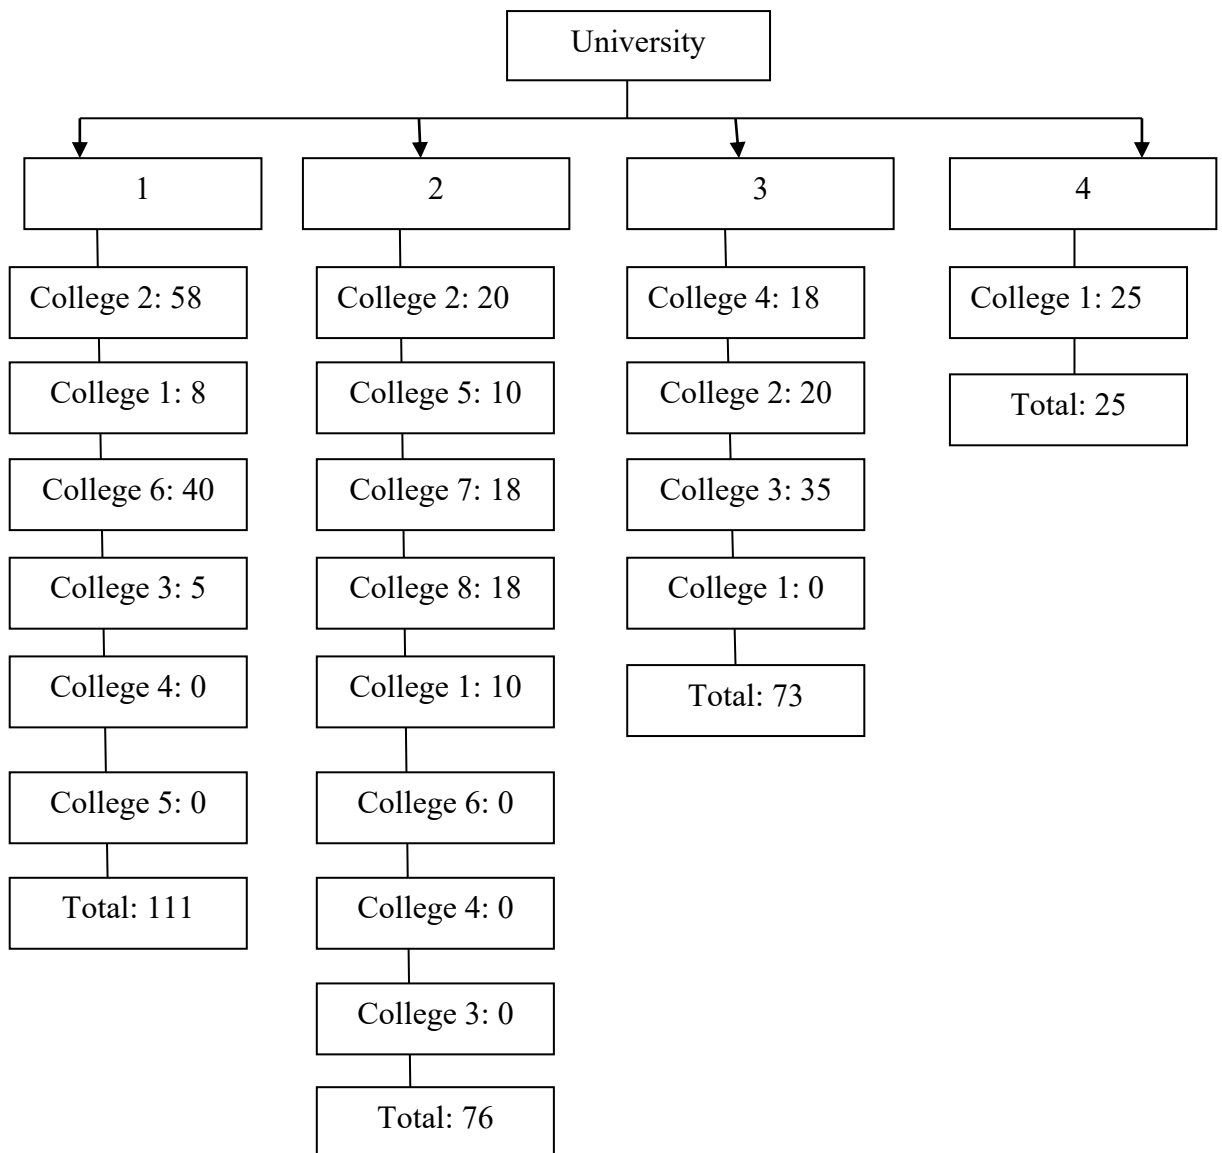 University
1
2
3
4
College 2: 58
College 2: 20
College 4: 18
College 1: 25
College 1: 8
College 5: 10
College 2: 20
Total: 25
College 6: 40
College 7: 18
College 3: 35
College 3: 5
College 8: 18
College 1: 0
College 4: 0
College 1: 10
Total: 73
College 5: 0
College 6: 0
Total: 111
College 4: 0
College 3: 0
Total: 76